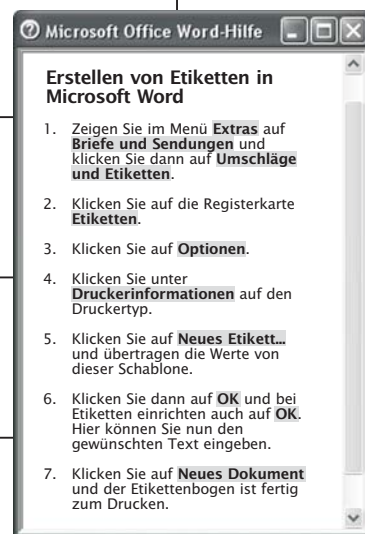 Microsoft Office Word-Hilfe
Erstellen von Etiketten in
Microsoft Word
1. Zeigen Sie im Menü Extras auf
Briefe und Sendungen und
klicken Sie dann auf Umschläge
und Etiketten.
2. Klicken Sie auf die Registerkarte
Etiketten.
3. Klicken Sie auf Optionen.
4. Klicken Sie unter
Druckerinformationen auf den
Druckertyp.
5. Klicken Sie auf Neues Etikett...
und übertragen die Werte von
dieser Schablone.
6. Klicken Sie dann auf OK und bei
Etiketten einrichten auch auf OK.
Hier können Sie nun den
gewünschten Text eingeben.
7. Klicken Sie auf Neues Dokument
und der Etikettenbogen ist fertig
zum Drucken.